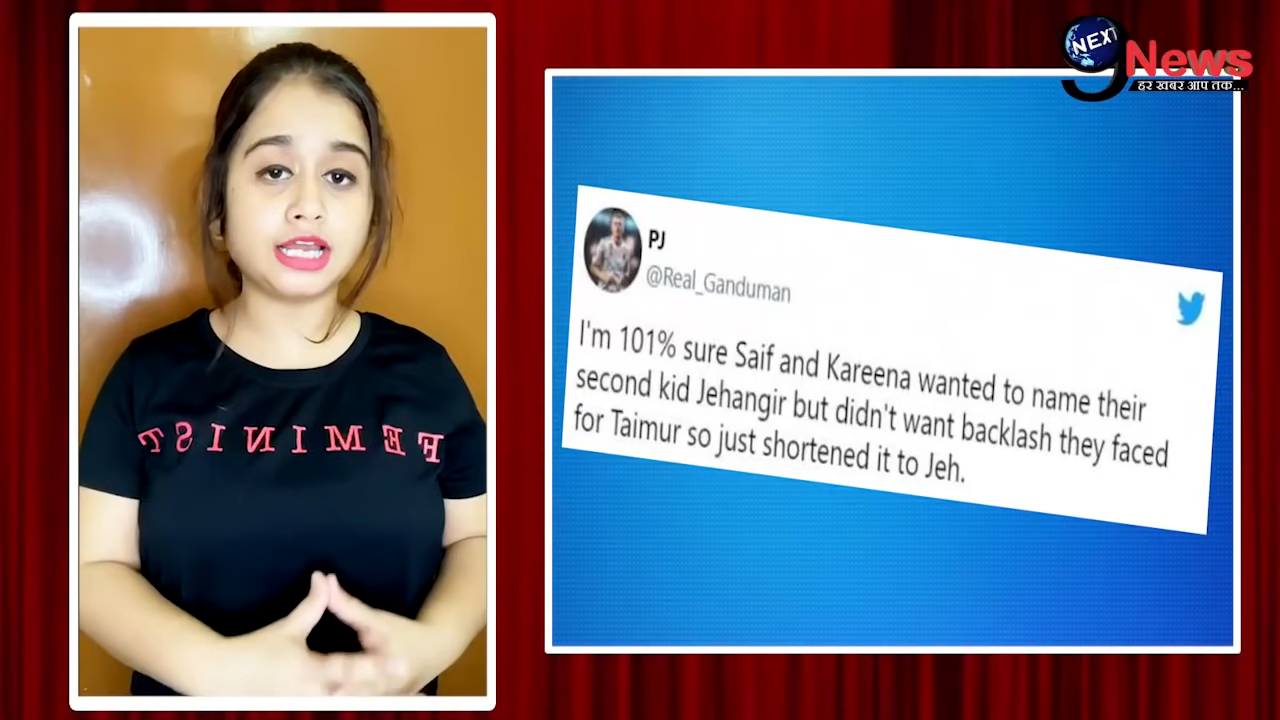 NEXT
9
News
हर खबर आप तक...
FEMINIST
PJ
@Real_Ganduman
I'm 101% sure Saif and Kareena wanted to name their
second kid Jehangir but didn't want backlash they faced
for Taimur so just shortened it to Jeh.